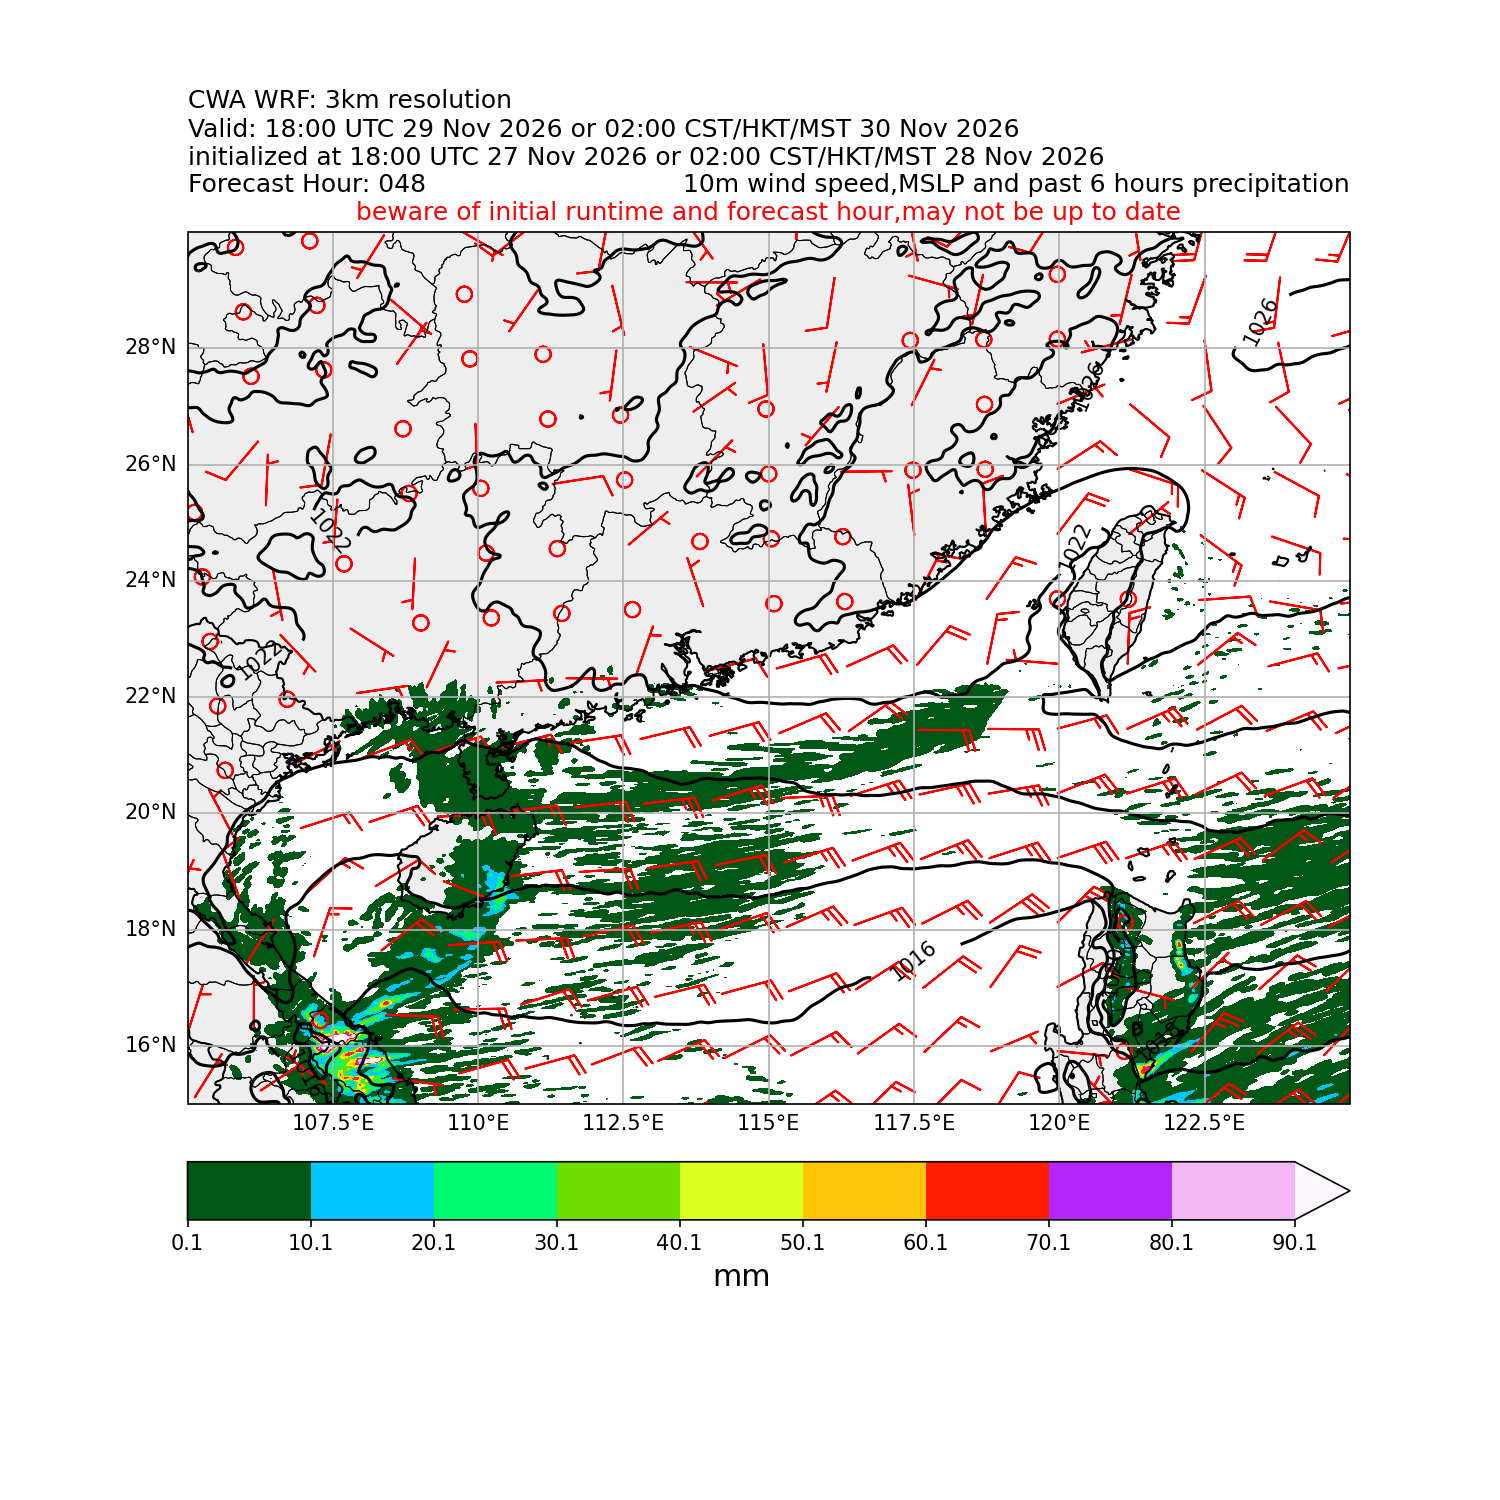 CWA WRF: 3km resolution
Valid: 18:00 UTC 29 Nov 2026 or 02:00 CST/HKT/MST 30 Nov 2026
initialized at 18:00 UTC 27 Nov 2026 or 02:00 CST/HKT/MST 28 Nov 2026
Forecast Hour: 048 10m wind speed,MSLP and past 6 hours precipitation
beware of initial runtime and forecast hour,may not be up to date
1026
28°N
1026
26°N
1022
1022
24°N
1024
22°N
20°N
18°N
1016
1020
16°N
1018
1016
107.5°E 110°E 112.5°E 115°E 117.5°E 120°E 122.5°E
0.1 10.1 20.1 30.1 40.1 50.1 60.1 70.1 80.1 90.1
mm